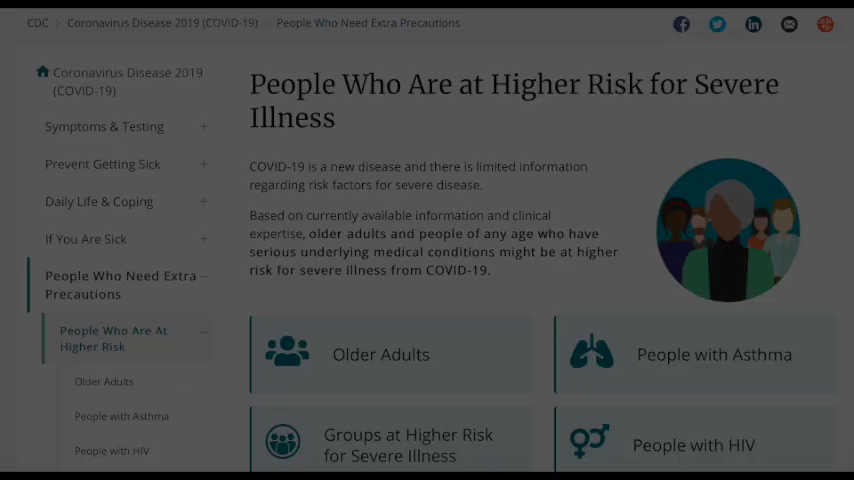 CDC > Coronavirus Disease 2019 (COVID-19) > People Who Need Extra Precautions
Coronavirus Disease 2019
(COVID-19)
Symptoms & Testing +
Prevent Getting Sick +
Daily Life & Coping +
If You Are Sick +
People Who Need Extra –
Precautions
People Who Are At –
Higher Risk
Older Adults
People with Asthma
People with HIV
People Who Are at Higher Risk for Severe
Illness
COVID-19 is a new disease and there is limited information
regarding risk factors for severe disease.
Based on currently available information and clinical
expertise, older adults and people of any age who have
serious underlying medical conditions might be at higher
risk for severe illness from COVID-19.
Older Adults
People with Asthma
Groups at Higher Risk
for Severe Illness
People with HIV